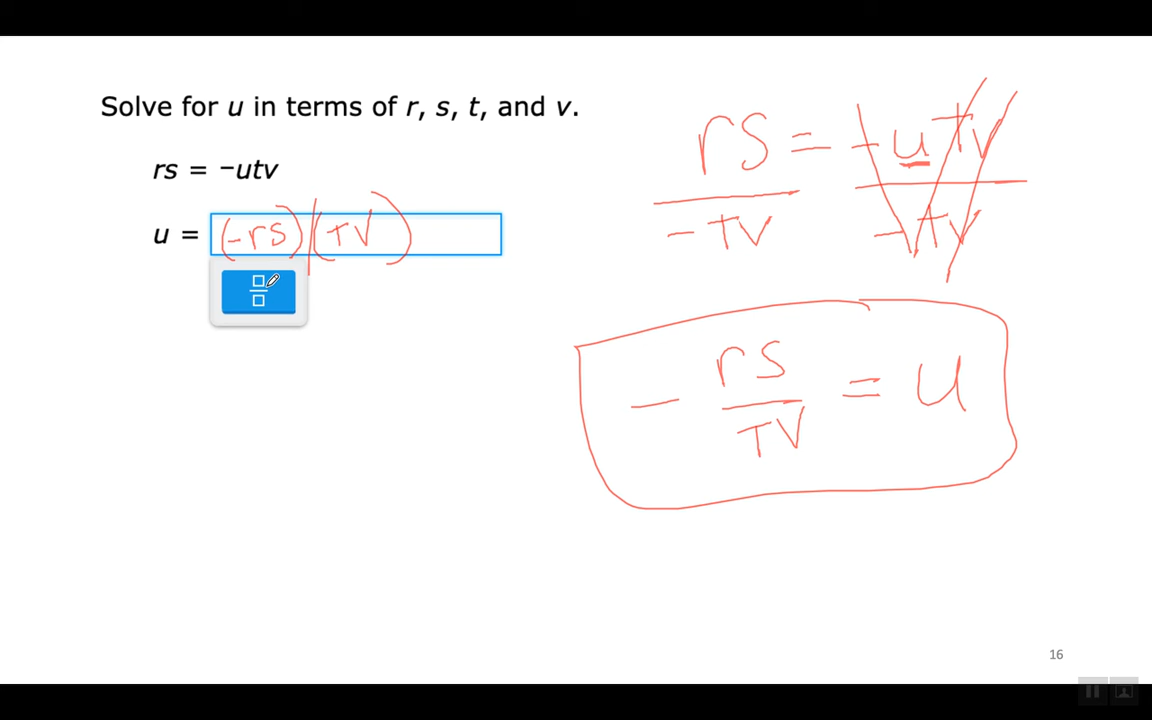 Solve for u in terms of r, s, t, and v.
rs = −utv
u = (-rs)/(TV)
rs = -utv
-TV -tv
- rs/TV = u
16